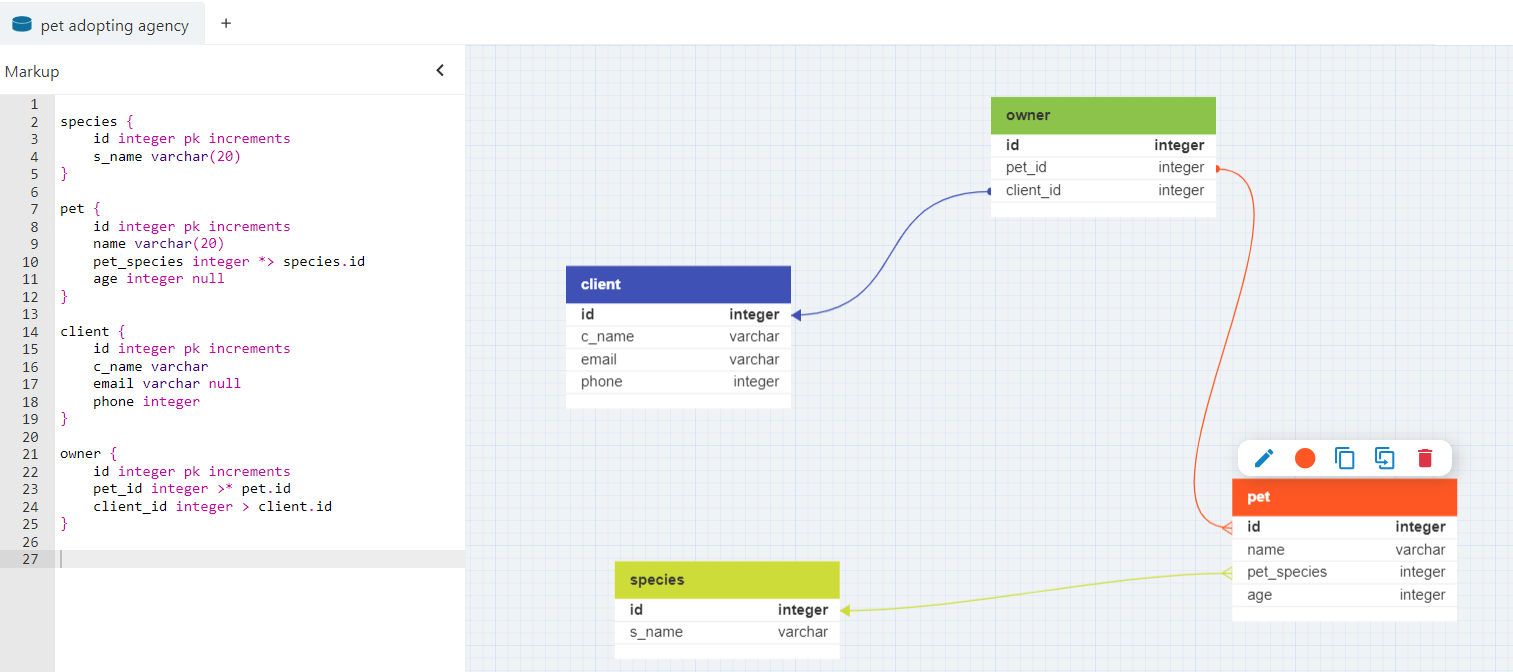 pet adopting agency +
Markup
1
2 species {
3 id integer pk increments
4 s_name varchar(20)
5 }
6
7 pet {
8 id integer pk increments
9 name varchar(20)
10 pet_species integer *> species.id
11 age integer null
12 }
13
14 client {
15 id integer pk increments
16 c_name varchar
17 email varchar null
18 phone integer
19 }
20
21 owner {
22 id integer pk increments
23 pet_id integer >* pet.id
24 client_id integer > client.id
25 }
26
27
owner
id integer
pet_id integer
client_id integer
client
id integer
c_name varchar
email varchar
phone integer
pet
id integer
name varchar
pet_species integer
age integer
species
id integer
s_name varchar